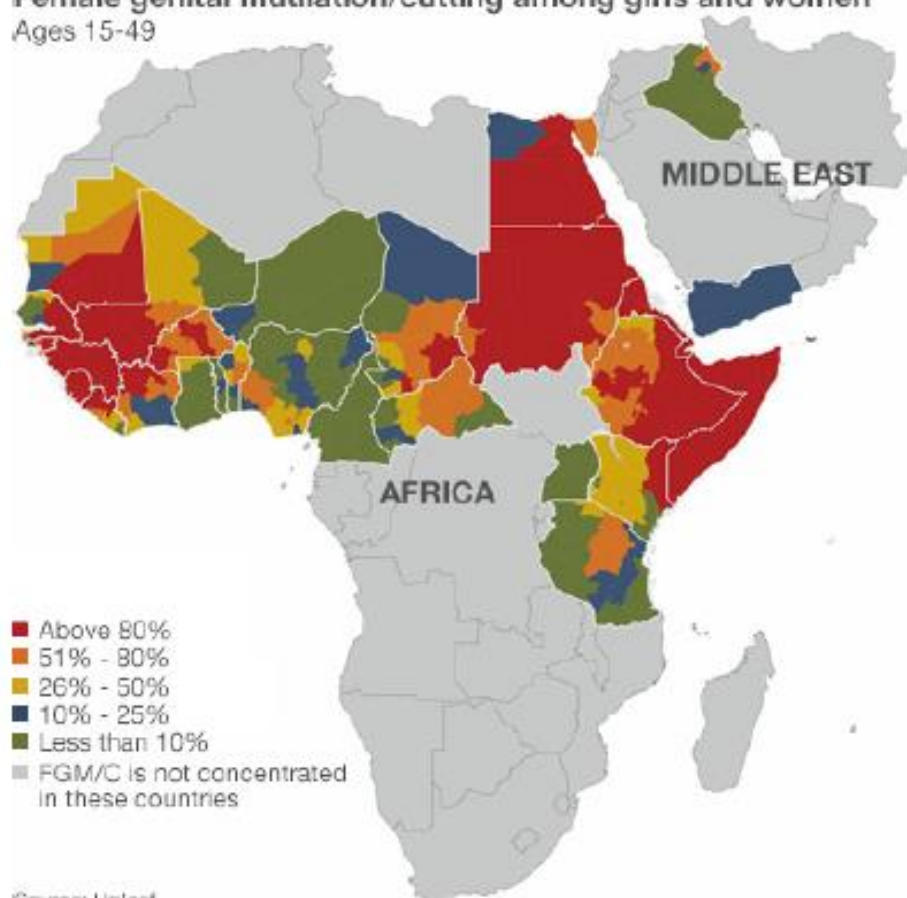 Female genital mutilation/cutting among girls and women
Ages 15-49
MIDDLE EAST
AFRICA
Above 80%
51% - 80%
26% - 50%
10% - 25%
Less than 10%
FGM/C is not concentrated
in these countries